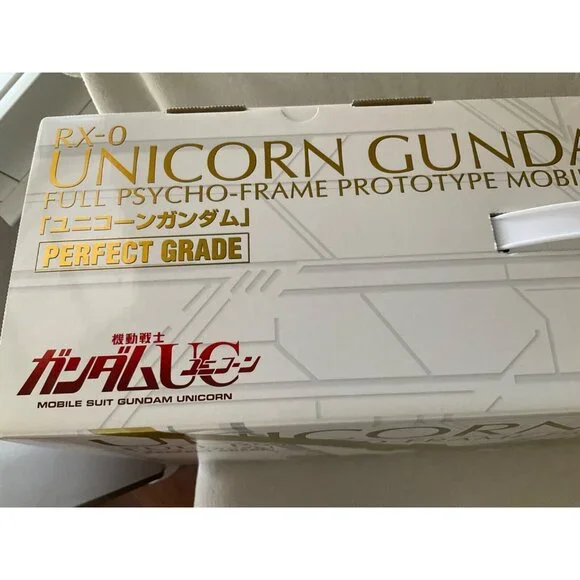 RX-0
UNICORN GUNDA
FULL PSYCHO-FRAME PROTOTYPE MOBI
『ユニコーンガンダム』
PERFECT GRADE
機動戦士
ガンダムUC
ユニコーン
MOBILE SUIT GUNDAM UNICORN
UNICORN